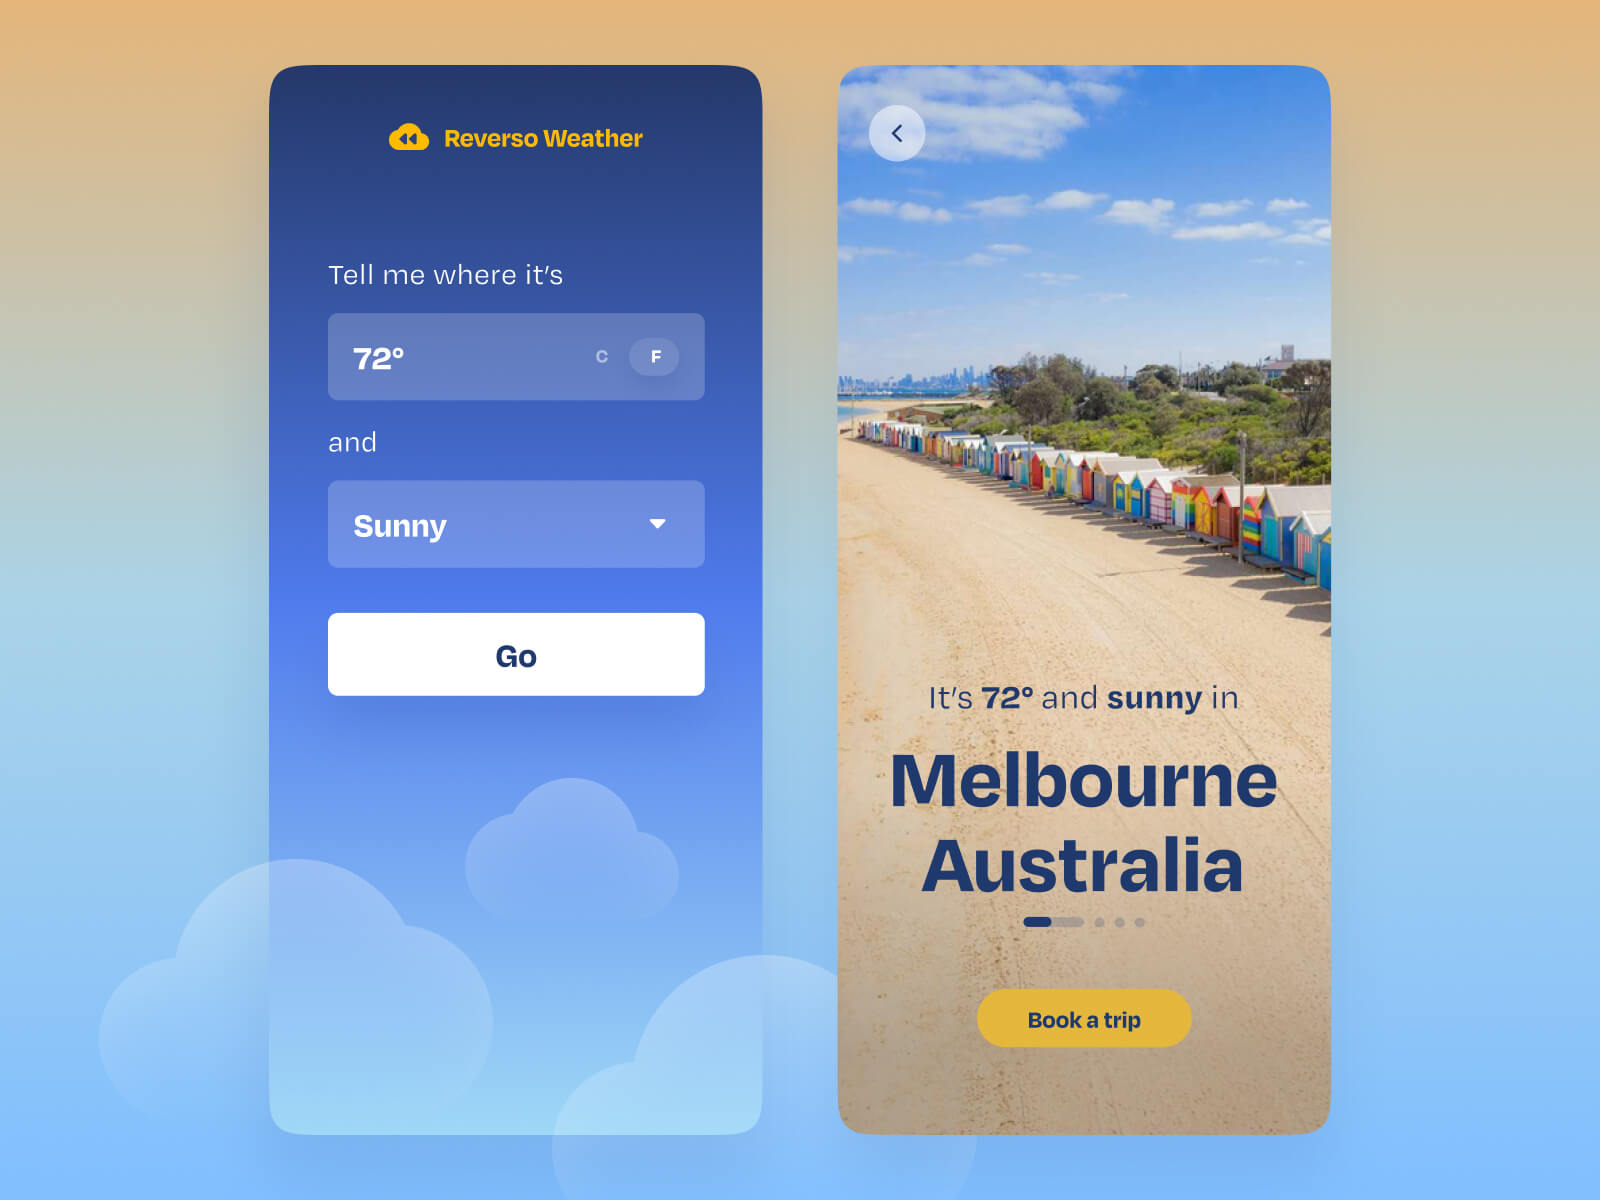 Reverso Weather
Tell me where it's
72° C F
and
Sunny
Go
It's 72° and sunny in
Melbourne
Australia
Book a trip